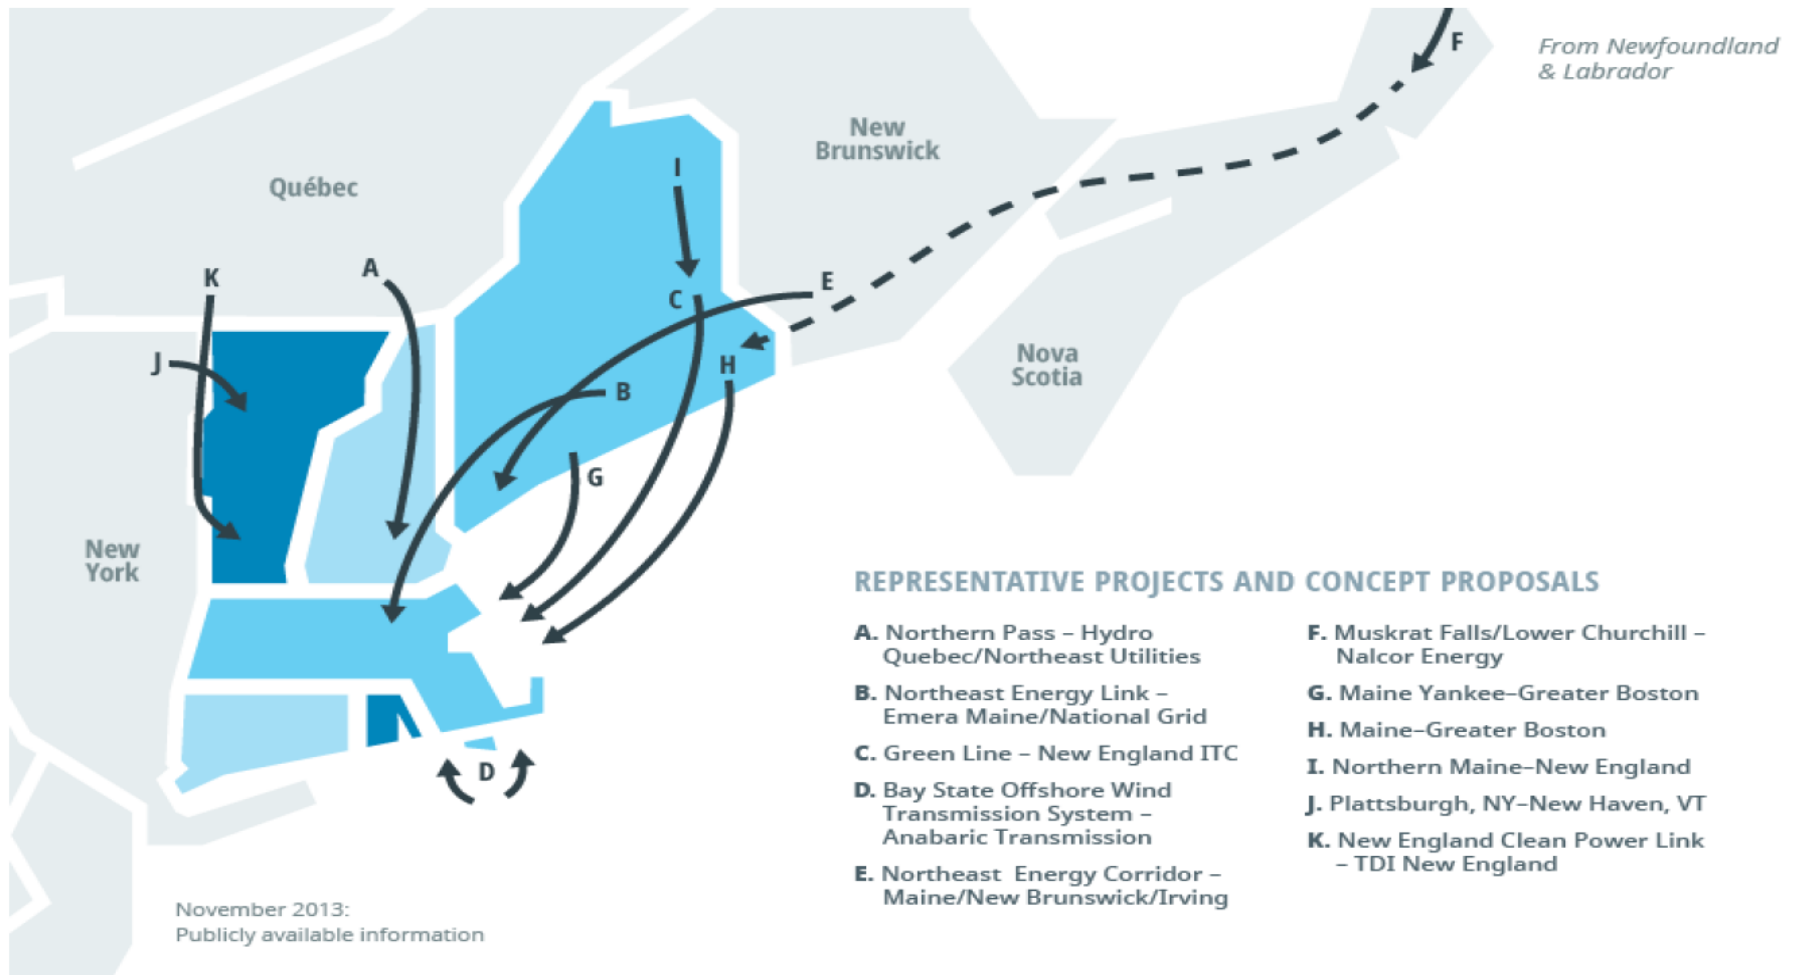 F
From Newfoundland
& Labrador
New
Brunswick
I
Québec
K
A
E
C
J
H
Nova
Scotia
B
G
New
York
D
REPRESENTATIVE PROJECTS AND CONCEPT PROPOSALS
A. Northern Pass – Hydro
Quebec/Northeast Utilities
B. Northeast Energy Link –
Emera Maine/National Grid
C. Green Line – New England ITC
D. Bay State Offshore Wind
Transmission System –
Anabaric Transmission
E. Northeast Energy Corridor –
Maine/New Brunswick/Irving
F. Muskrat Falls/Lower Churchill –
Nalcor Energy
G. Maine Yankee–Greater Boston
H. Maine–Greater Boston
I. Northern Maine–New England
J. Plattsburgh, NY–New Haven, VT
K. New England Clean Power Link
– TDI New England
November 2013:
Publicly available information